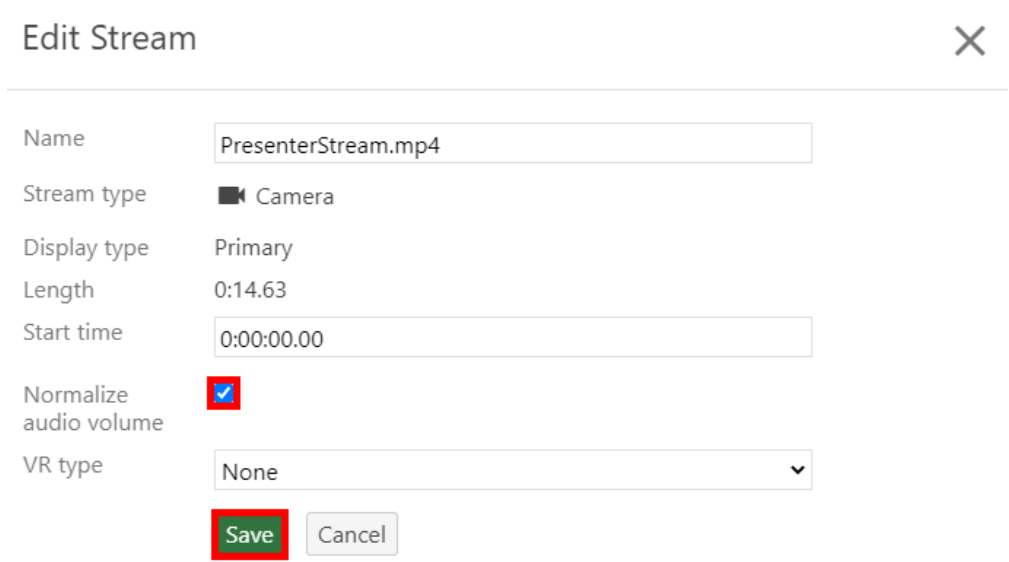 Edit Stream
Name PresenterStream.mp4
Stream type Camera
Display type Primary
Length 0:14.63
Start time 0:00:00.00
Normalize
audio volume
VR type None
Save Cancel